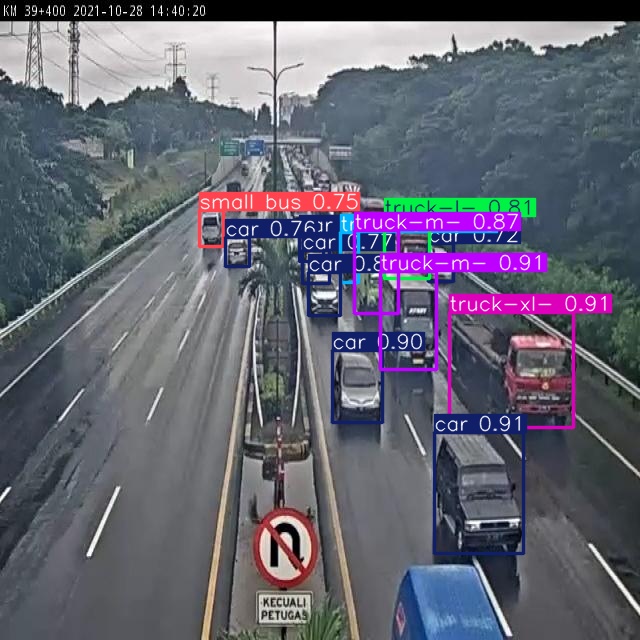 KM 39+400 2021-10-28 14:40:20
small bus 0.75
truck-l- 0.81
car 0.76
truck-m- 0.87
car 0.72
car 0.77
car 0.8
truck-m- 0.91
truck-xl- 0.91
car 0.90
car 0.91
KECUALI
PETUGAS